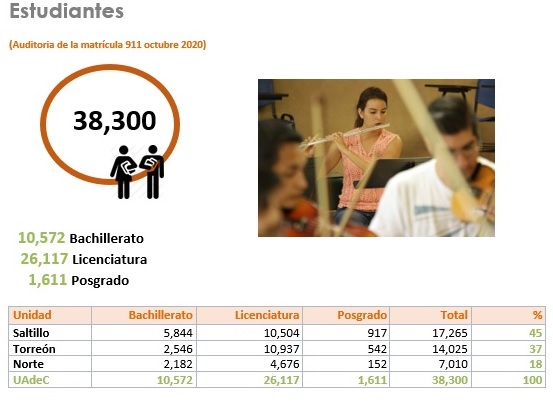 Estudiantes
(Auditoria de la matrícula 911 octubre 2020)
38,300
10,572 Bachillerato
26,117 Licenciatura
1,611 Posgrado
Unidad Bachillerato Licenciatura Posgrado Total %
Saltillo 5,844 10,504 917 17,265 45
Torreón 2,546 10,937 542 14,025 37
Norte 2,182 4,676 152 7,010 18
UAdeC 10,572 26,117 1,611 38,300 100